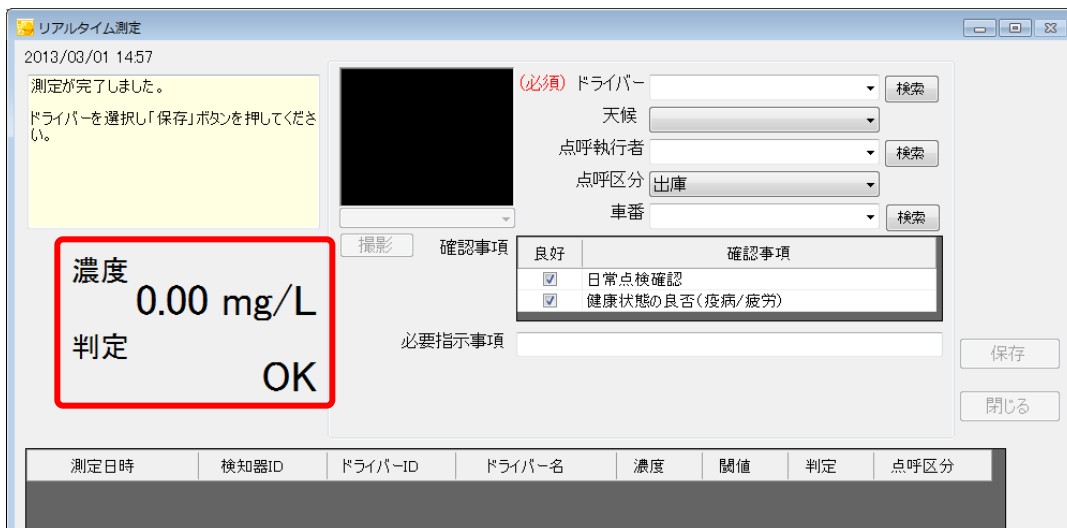 リアルタイム測定
2013/03/01 14:57
測定が完了しました。
ドライバーを選択し「保存」ボタンを押してくださ
い。
(必須) ドライバー
検索
天候
点呼執行者
検索
点呼区分 出庫
車番
検索
撮影
確認事項
良好 確認事項
日常点検確認
健康状態の良否(疫病/疲労)
濃度
0.00 mg/L
判定
OK
必要指示事項
保存
閉じる
測定日時 検知器ID ドライバーID ドライバー名 濃度 閾値 判定 点呼区分